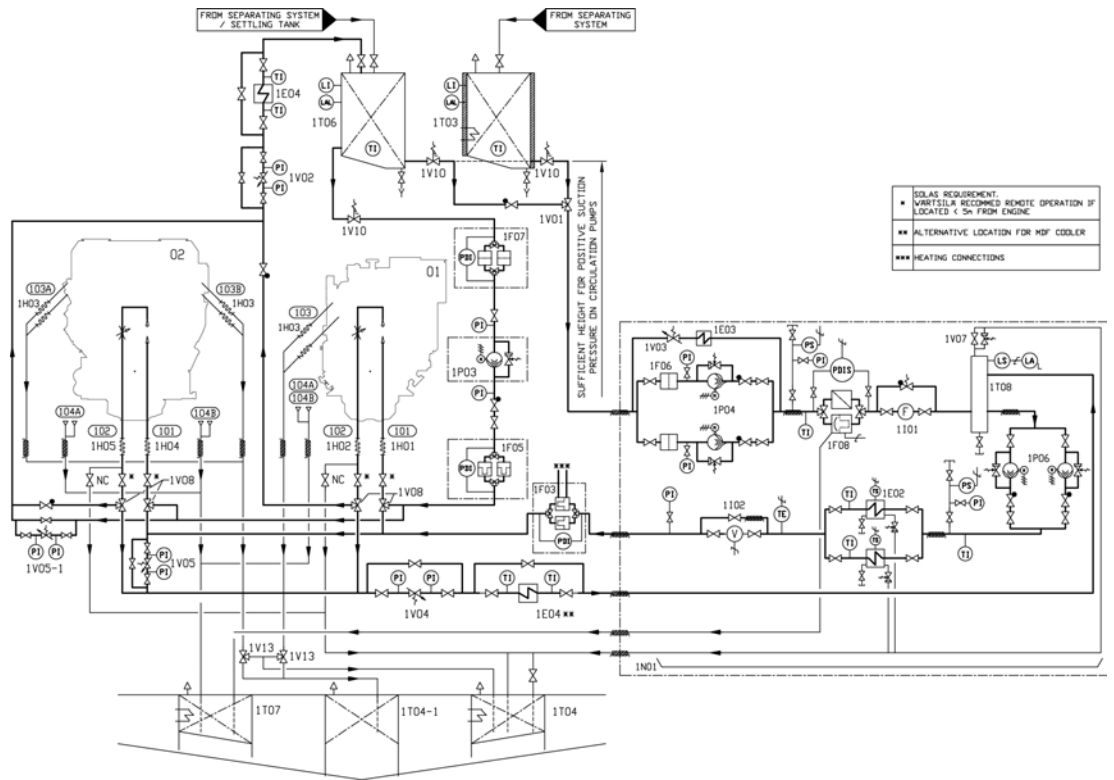 FROM SEPARATING SYSTEM
/ SETTLING TANK
FROM SEPARATING
SYSTEM
TI
1E04
TI
LI
LAL
1T06
TI
LI
LAL
1T03
TI
1V10
1V10
1V01
PI
PI
1V02
1V10
1F07
PDI
SUFFICIENT HEIGHT FOR POSITIVE SUCTION
PRESSURE ON CIRCULATION PUMPS
* SOLAS REQUIREMENT.
WARTSILA RECOMMED REMOTE OPERATION IF
LOCATED < 5m FROM ENGINE
** ALTERNATIVE LOCATION FOR MDF COOLER
*** HEATING CONNECTIONS
02
01
103A
1H03
103B
1H03
103
1H03
PI
1P03
PI
104A
104B
104A
104B
102
101
1H05
1H04
102
101
1H02
1H01
NC
*
*
1V08
NC
*
*
1V08
1F05
PDI
***
1F03
PDI
PI
PI
1V05-1
PI
PI
1V05
PI
PI
1V04
TI
TI
1E04 **
1V03
1E03
1F06
PI
1P04
PI
PS
PI
TI
PDIS
1F08
F
1I01
1V07
LS
LA
L
1T08
1P06
PI
1I02
V
TE
TI
TS
1E02
TI
TS
PS
PI
TI
1N01
1V13
1V13
1T07
1T04-1
1T04